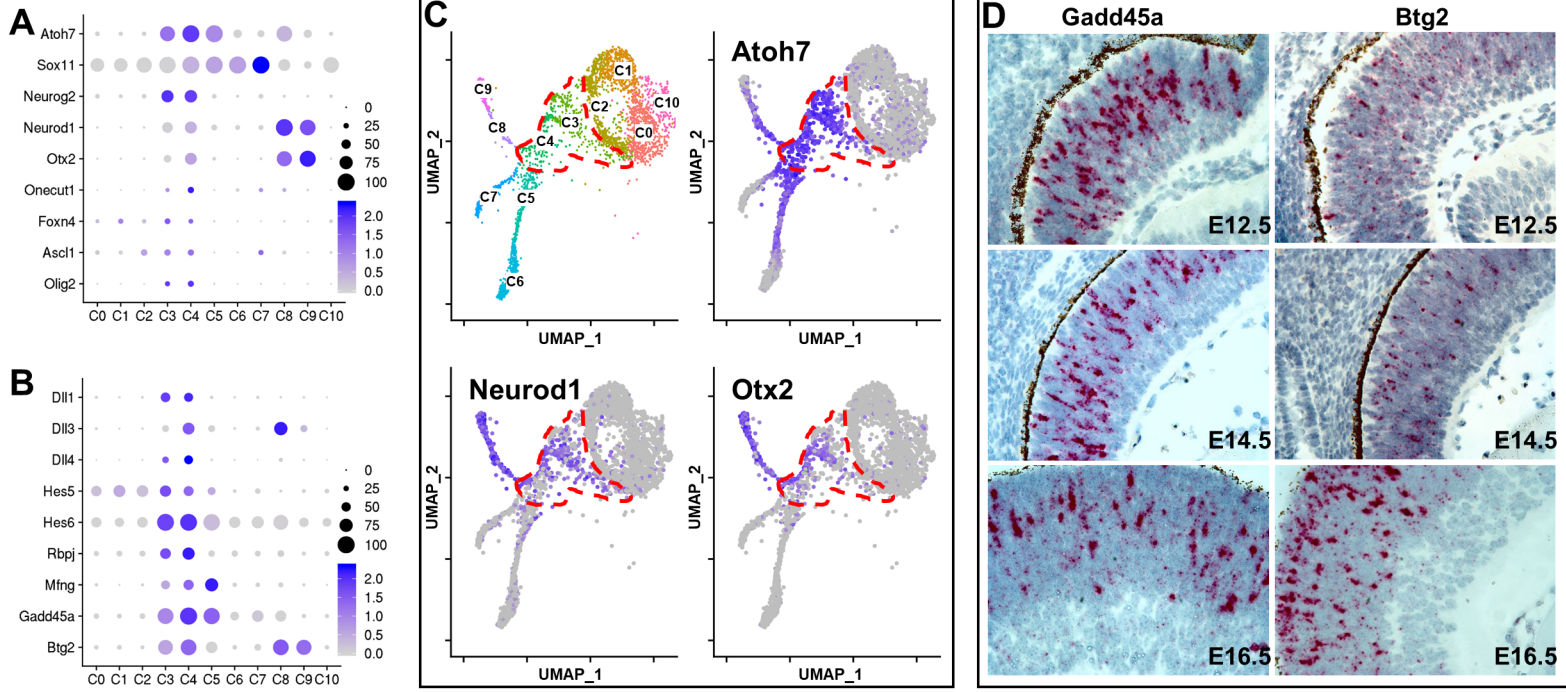 A
Atoh7
Sox11
Neurog2
Neurod1
Otx2
Onecut1
Foxn4
Ascl1
Olig2
C0 C1 C2 C3 C4 C5 C6 C7 C8 C9 C10
0
25
50
75
100
2.0
1.5
1.0
0.5
0.0
B
Dll1
Dll3
Dll4
Hes5
Hes6
Rbpj
Mfng
Gadd45a
Btg2
C0 C1 C2 C3 C4 C5 C6 C7 C8 C9 C10
0
25
50
75
100
2.0
1.5
1.0
0.5
0.0
C
C1
C9
C10
C2
C3
C8
C0
C4
C7
C5
C6
UMAP_2
UMAP_1
Atoh7
UMAP_2
UMAP_1
Neurod1
UMAP_2
UMAP_1
Otx2
UMAP_2
UMAP_1
D
Gadd45a Btg2
E12.5 E12.5
E14.5 E14.5
E16.5 E16.5